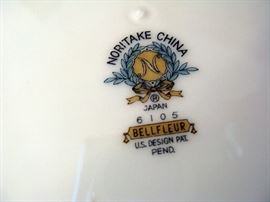 NORITAKE CHINA
N
®
JAPAN
6105
BELLFLEUR
U.S. DESIGN PAT.
PEND.